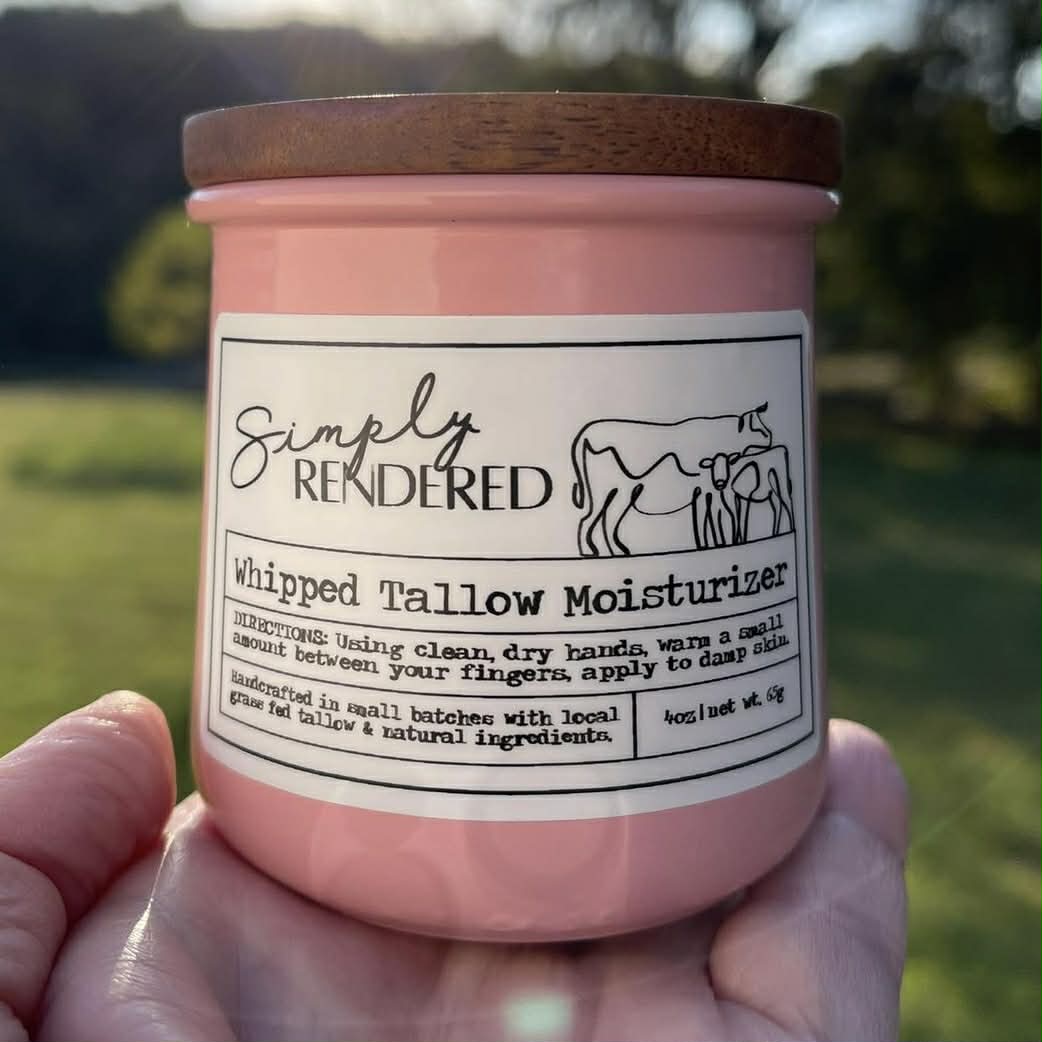 Simply
RENDERED
Whipped Tallow Moisturizer
DIRECTIONS: Using clean, dry hands, warm a small
amount between your fingers, apply to damp skin.
Handcrafted in small batches with local
grass fed tallow & natural ingredients.
4oz|net wt. 65g